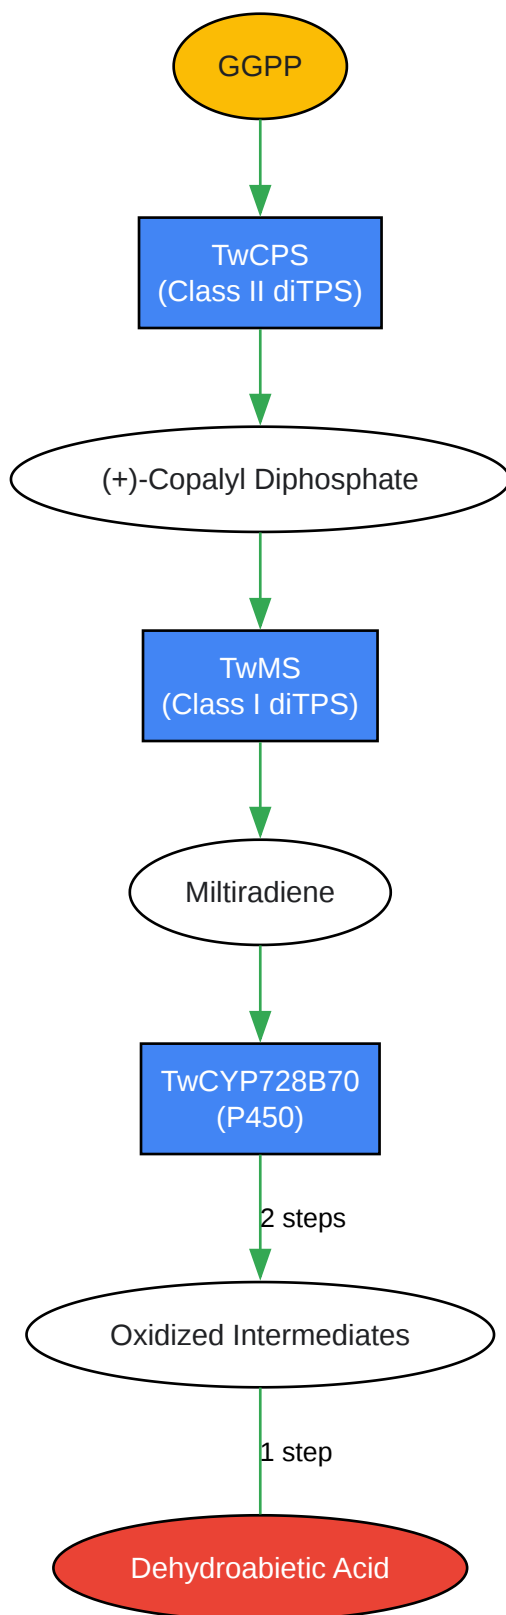 GGPP
TwCPS
(Class II diTPS)
(+)-Copalyl Diphosphate
TwMS
(Class I diTPS)
Miltiradiene
TwCYP728B70
(P450)
2 steps
Oxidized Intermediates
1 step
Dehydroabietic Acid